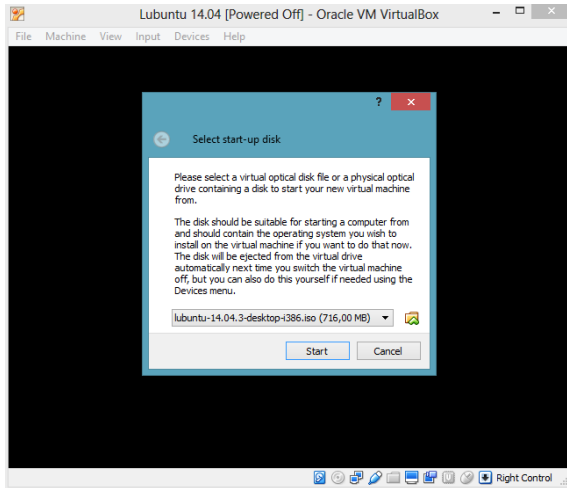 Lubuntu 14.04 [Powered Off] - Oracle VM VirtualBox
File Machine View Input Devices Help
?
Select start-up disk
Please select a virtual optical disk file or a physical optical
drive containing a disk to start your new virtual machine
from.
The disk should be suitable for starting a computer from
and should contain the operating system you wish to
install on the virtual machine if you want to do that now.
The disk will be ejected from the virtual drive
automatically next time you switch the virtual machine
off, but you can also do this yourself if needed using the
Devices menu.
lubuntu-14.04.3-desktop-i386.iso (716,00 MB)
Start Cancel
Right Control